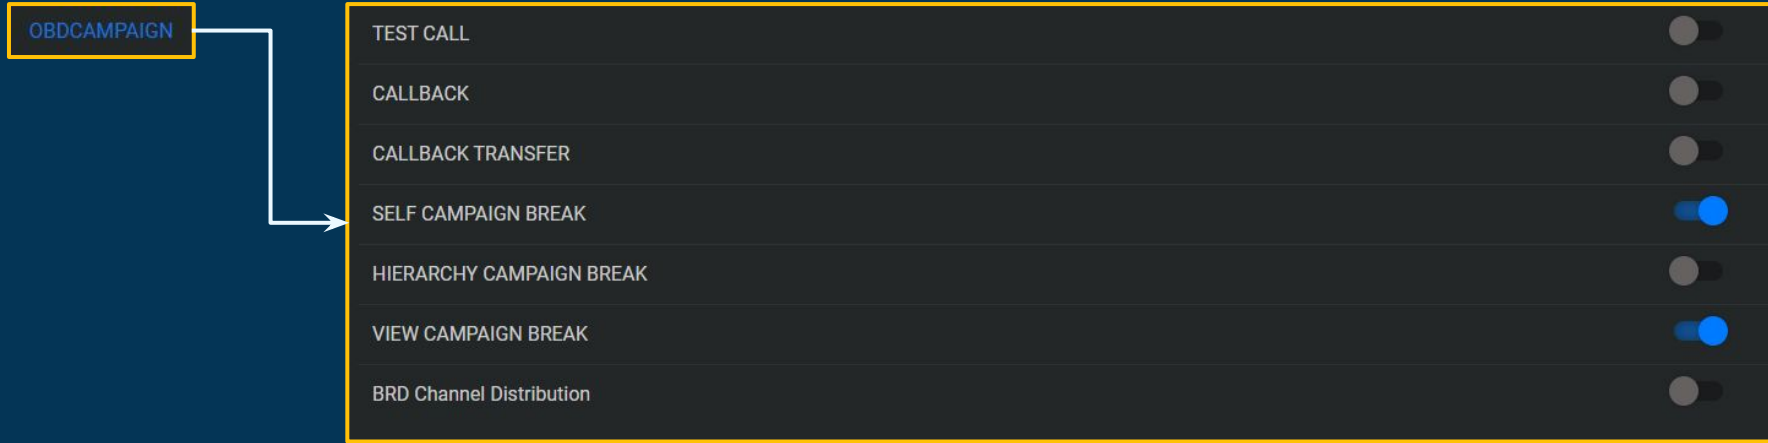 OBDCAMPAIGN
TEST CALL
CALLBACK
CALLBACK TRANSFER
SELF CAMPAIGN BREAK
HIERARCHY CAMPAIGN BREAK
VIEW CAMPAIGN BREAK
BRD Channel Distribution